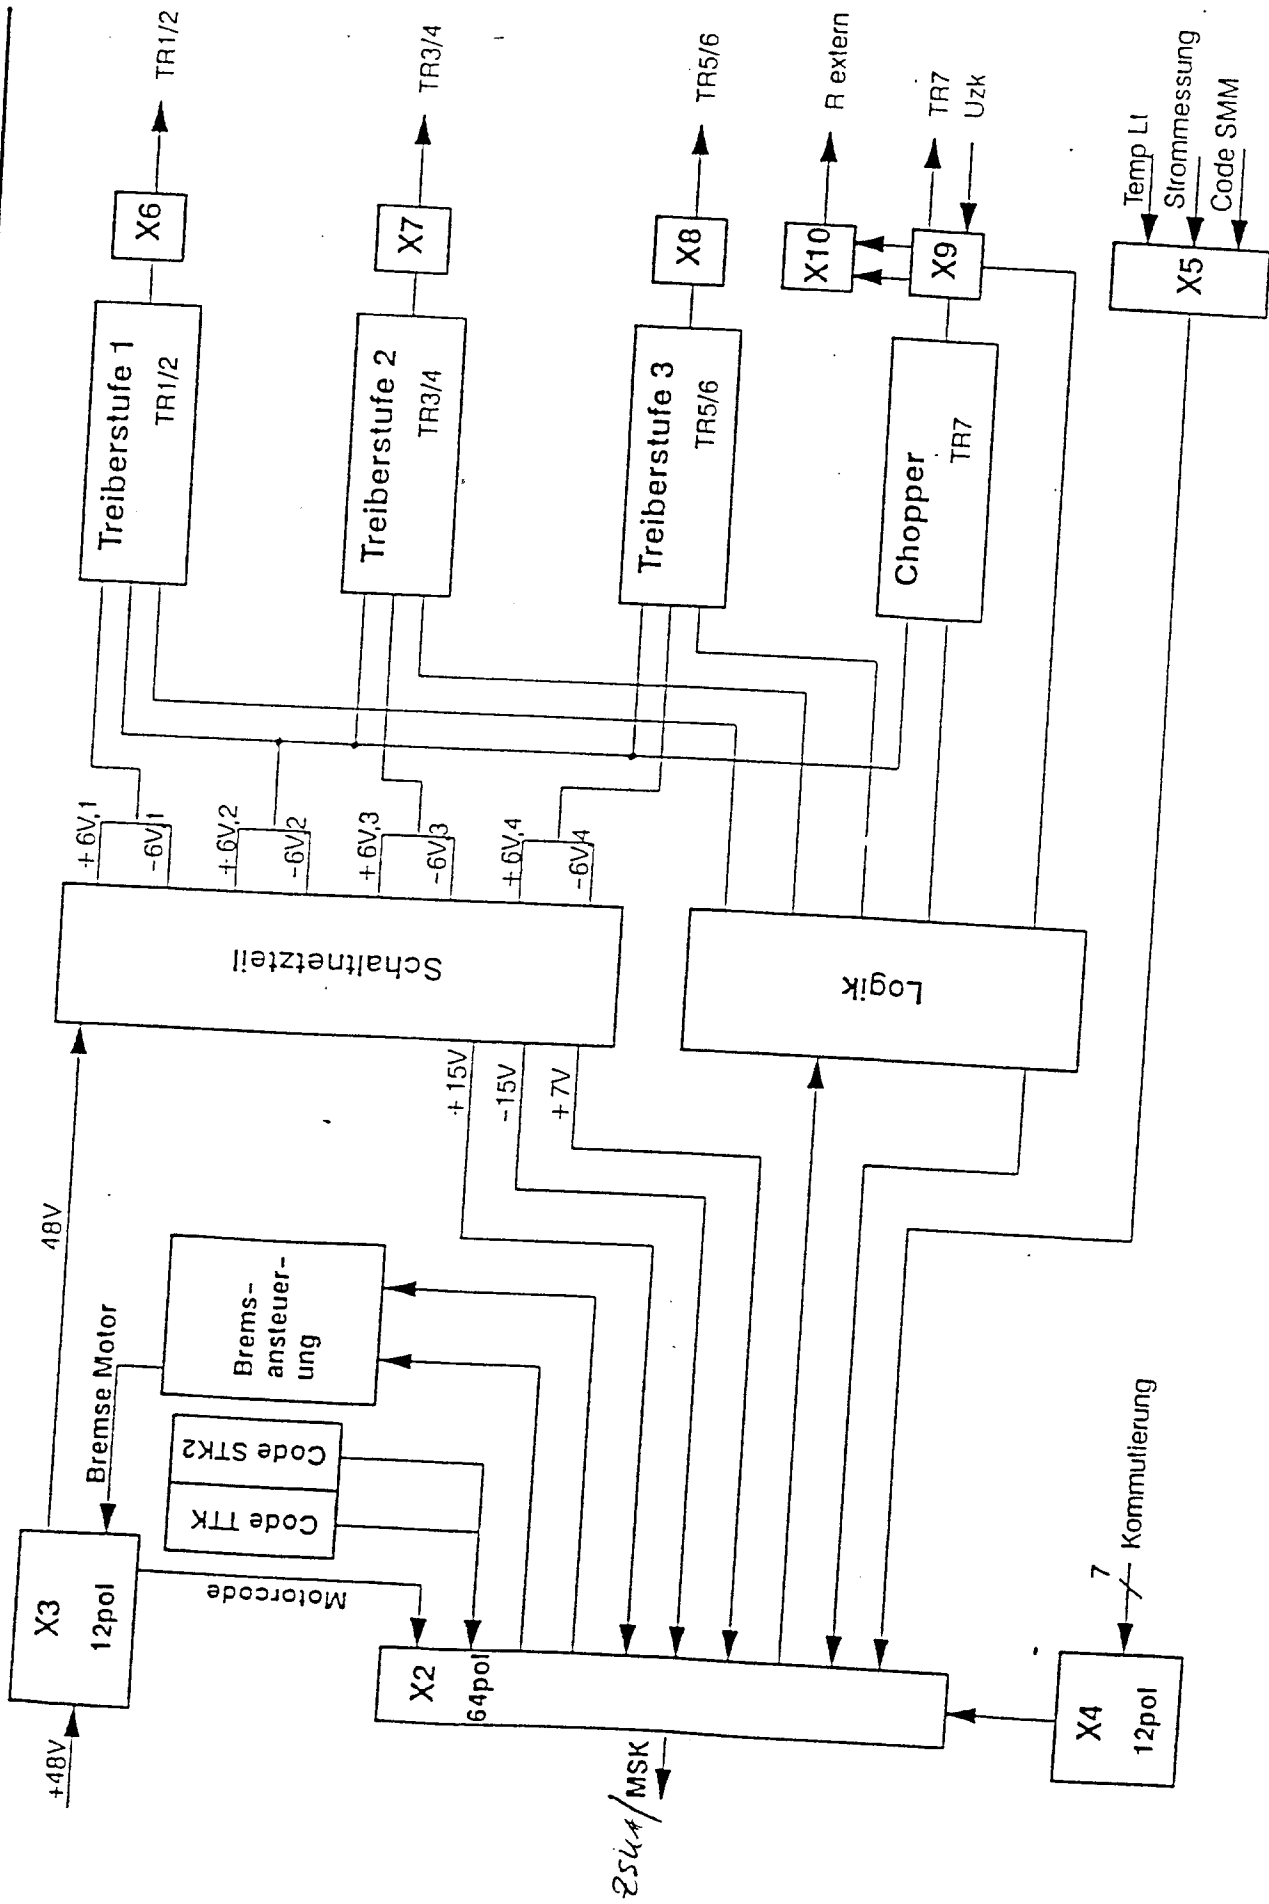 +48V
X3
12pol
48V
Bremse Motor
Motorcode
Code TTK
Code STK2
Brems-
ansteuer-
ung
X2
64pol
/MSK
X4
12pol
7
Kommutierung
Schaltnetzteil
+15V
-15V
+7V
+6V,1
-6V,1
+6V,2
-6V,2
+6V,3
-6V,3
+6V,4
-6V,4
Logik
Treiberstufe 1
TR1/2
X6
TR1/2
Treiberstufe 2
TR3/4
X7
TR3/4
Treiberstufe 3
TR5/6
X8
TR5/6
Chopper
TR7
X10
R extern
X9
TR7
Uzk
X5
Temp Lt
Strommessung
Code SMM